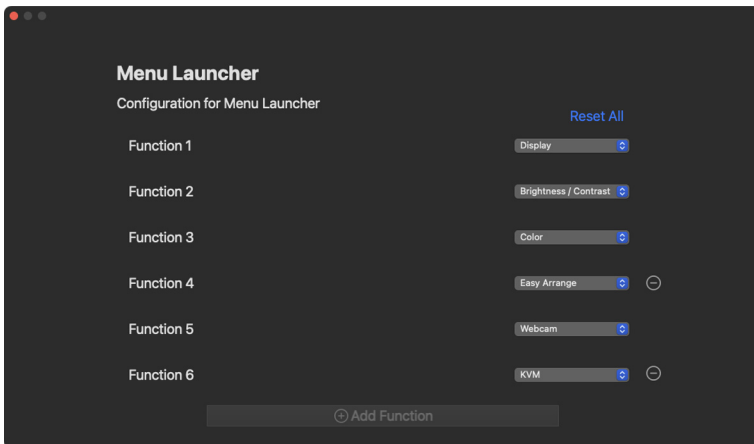 Menu Launcher
Configuration for Menu Launcher
Reset All
Function 1 Display
Function 2 Brightness / Contrast
Function 3 Color
Function 4 Easy Arrange
Function 5 Webcam
Function 6 KVM
Add Function